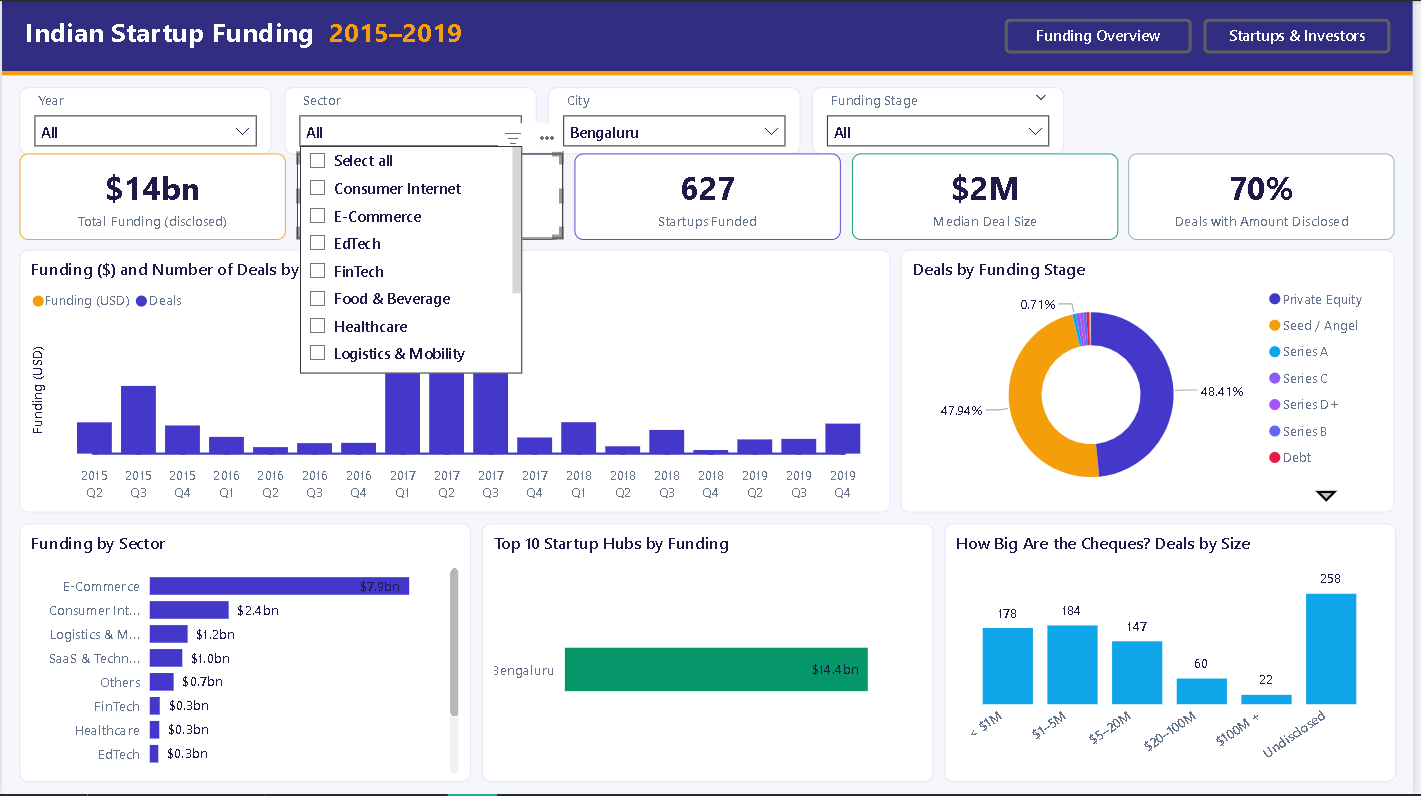 Indian Startup Funding 2015–2019
Funding Overview
Startups & Investors
Year
All
Sector
All
City
Bengaluru
Funding Stage
All
Select all
Consumer Internet
E-Commerce
EdTech
FinTech
Food & Beverage
Healthcare
Logistics & Mobility
$14bn
Total Funding (disclosed)
627
Startups Funded
$2M
Median Deal Size
70%
Deals with Amount Disclosed
Funding ($) and Number of Deals by
Funding (USD)
Deals
Funding (USD)
2015 2015 2015 2016 2016 2016 2016 2017 2017 2017 2017 2018 2018 2018 2018 2019 2019 2019
Q2 Q3 Q4 Q1 Q2 Q3 Q4 Q1 Q2 Q3 Q4 Q1 Q2 Q3 Q4 Q2 Q3 Q4
Deals by Funding Stage
0.71%
48.41%
47.94%
Private Equity
Seed / Angel
Series A
Series C
Series D+
Series B
Debt
Funding by Sector
E-Commerce $7.9bn
Consumer Int... $2.4bn
Logistics & M... $1.2bn
SaaS & Techn... $1.0bn
Others $0.7bn
FinTech $0.3bn
Healthcare $0.3bn
EdTech $0.3bn
Top 10 Startup Hubs by Funding
Bengaluru $14.4bn
How Big Are the Cheques? Deals by Size
178 184 147 60 22 258
< $1M $1–5M $5–20M $20–100M $100M + Undisclosed